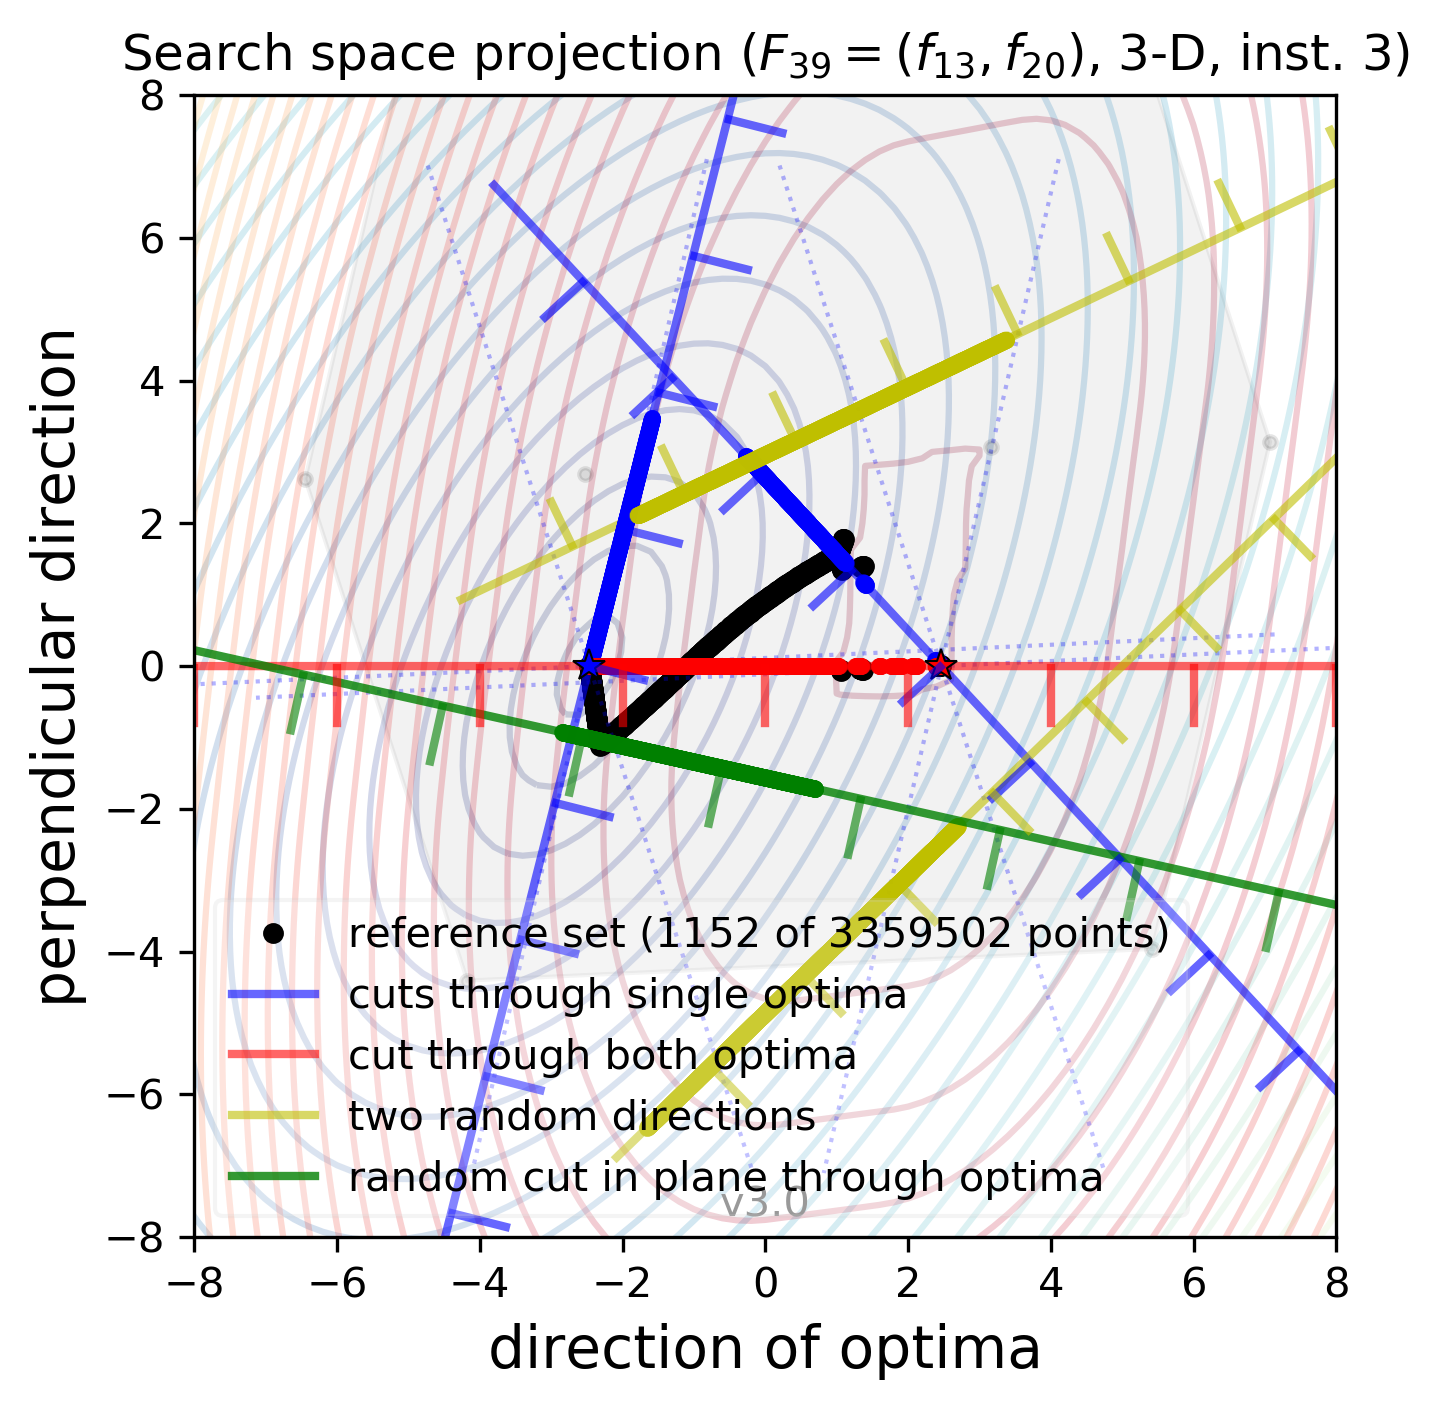 Search space projection (F39 = (f13, f20), 3-D, inst. 3)
perpendicular direction
8
6
4
2
0
−2
−4
−6
−8
reference set (1152 of 3359502 points)
cuts through single optima
cut through both optima
two random directions
random cut in plane through optima
v3.0
−8 −6 −4 −2 0 2 4 6 8
direction of optima